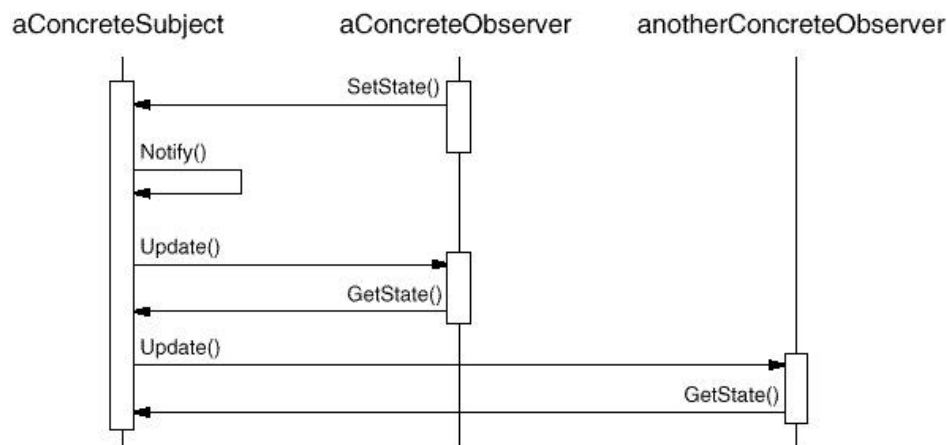 aConcreteSubject
aConcreteObserver
anotherConcreteObserver
SetState()
Notify()
Update()
GetState()
Update()
GetState()